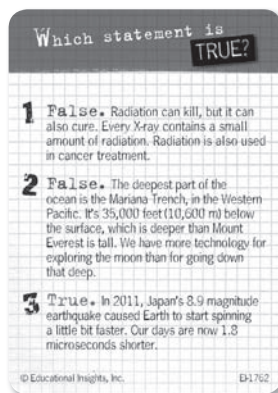 Which statement is
TRUE?
1 False. Radiation can kill, but it can
also cure. Every X-ray contains a small
amount of radiation. Radiation is also used
in cancer treatment.
2 False. The deepest part of the
ocean is the Mariana Trench, in the Western
Pacific. It's 35,000 feet (10,600 m) below
the surface, which is deeper than Mount
Everest is tall. We have more technology for
exploring the moon than for going down
that deep.
3 True. In 2011, Japan's 8.9 magnitude
earthquake caused Earth to start spinning
a little bit faster. Our days are now 1.8
microseconds shorter.
© Educational Insights, Inc.
EI-1762